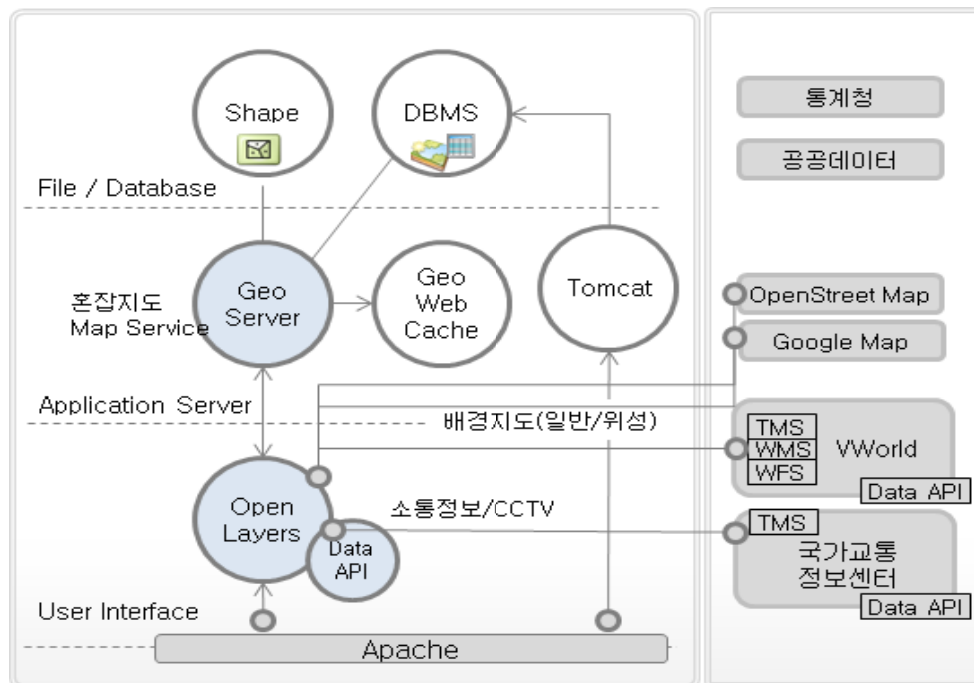 Shape
DBMS
File / Database
Geo
Server
Geo
Web
Cache
Tomcat
혼잡지도
Map Service
Application Server
배경지도(일반/위성)
Open
Layers
Data
API
소통정보/CCTV
User Interface
Apache
통계청
공공데이터
OpenStreet Map
Google Map
TMS
WMS
WFS
VWorld
Data API
TMS
국가교통
정보센터
Data API